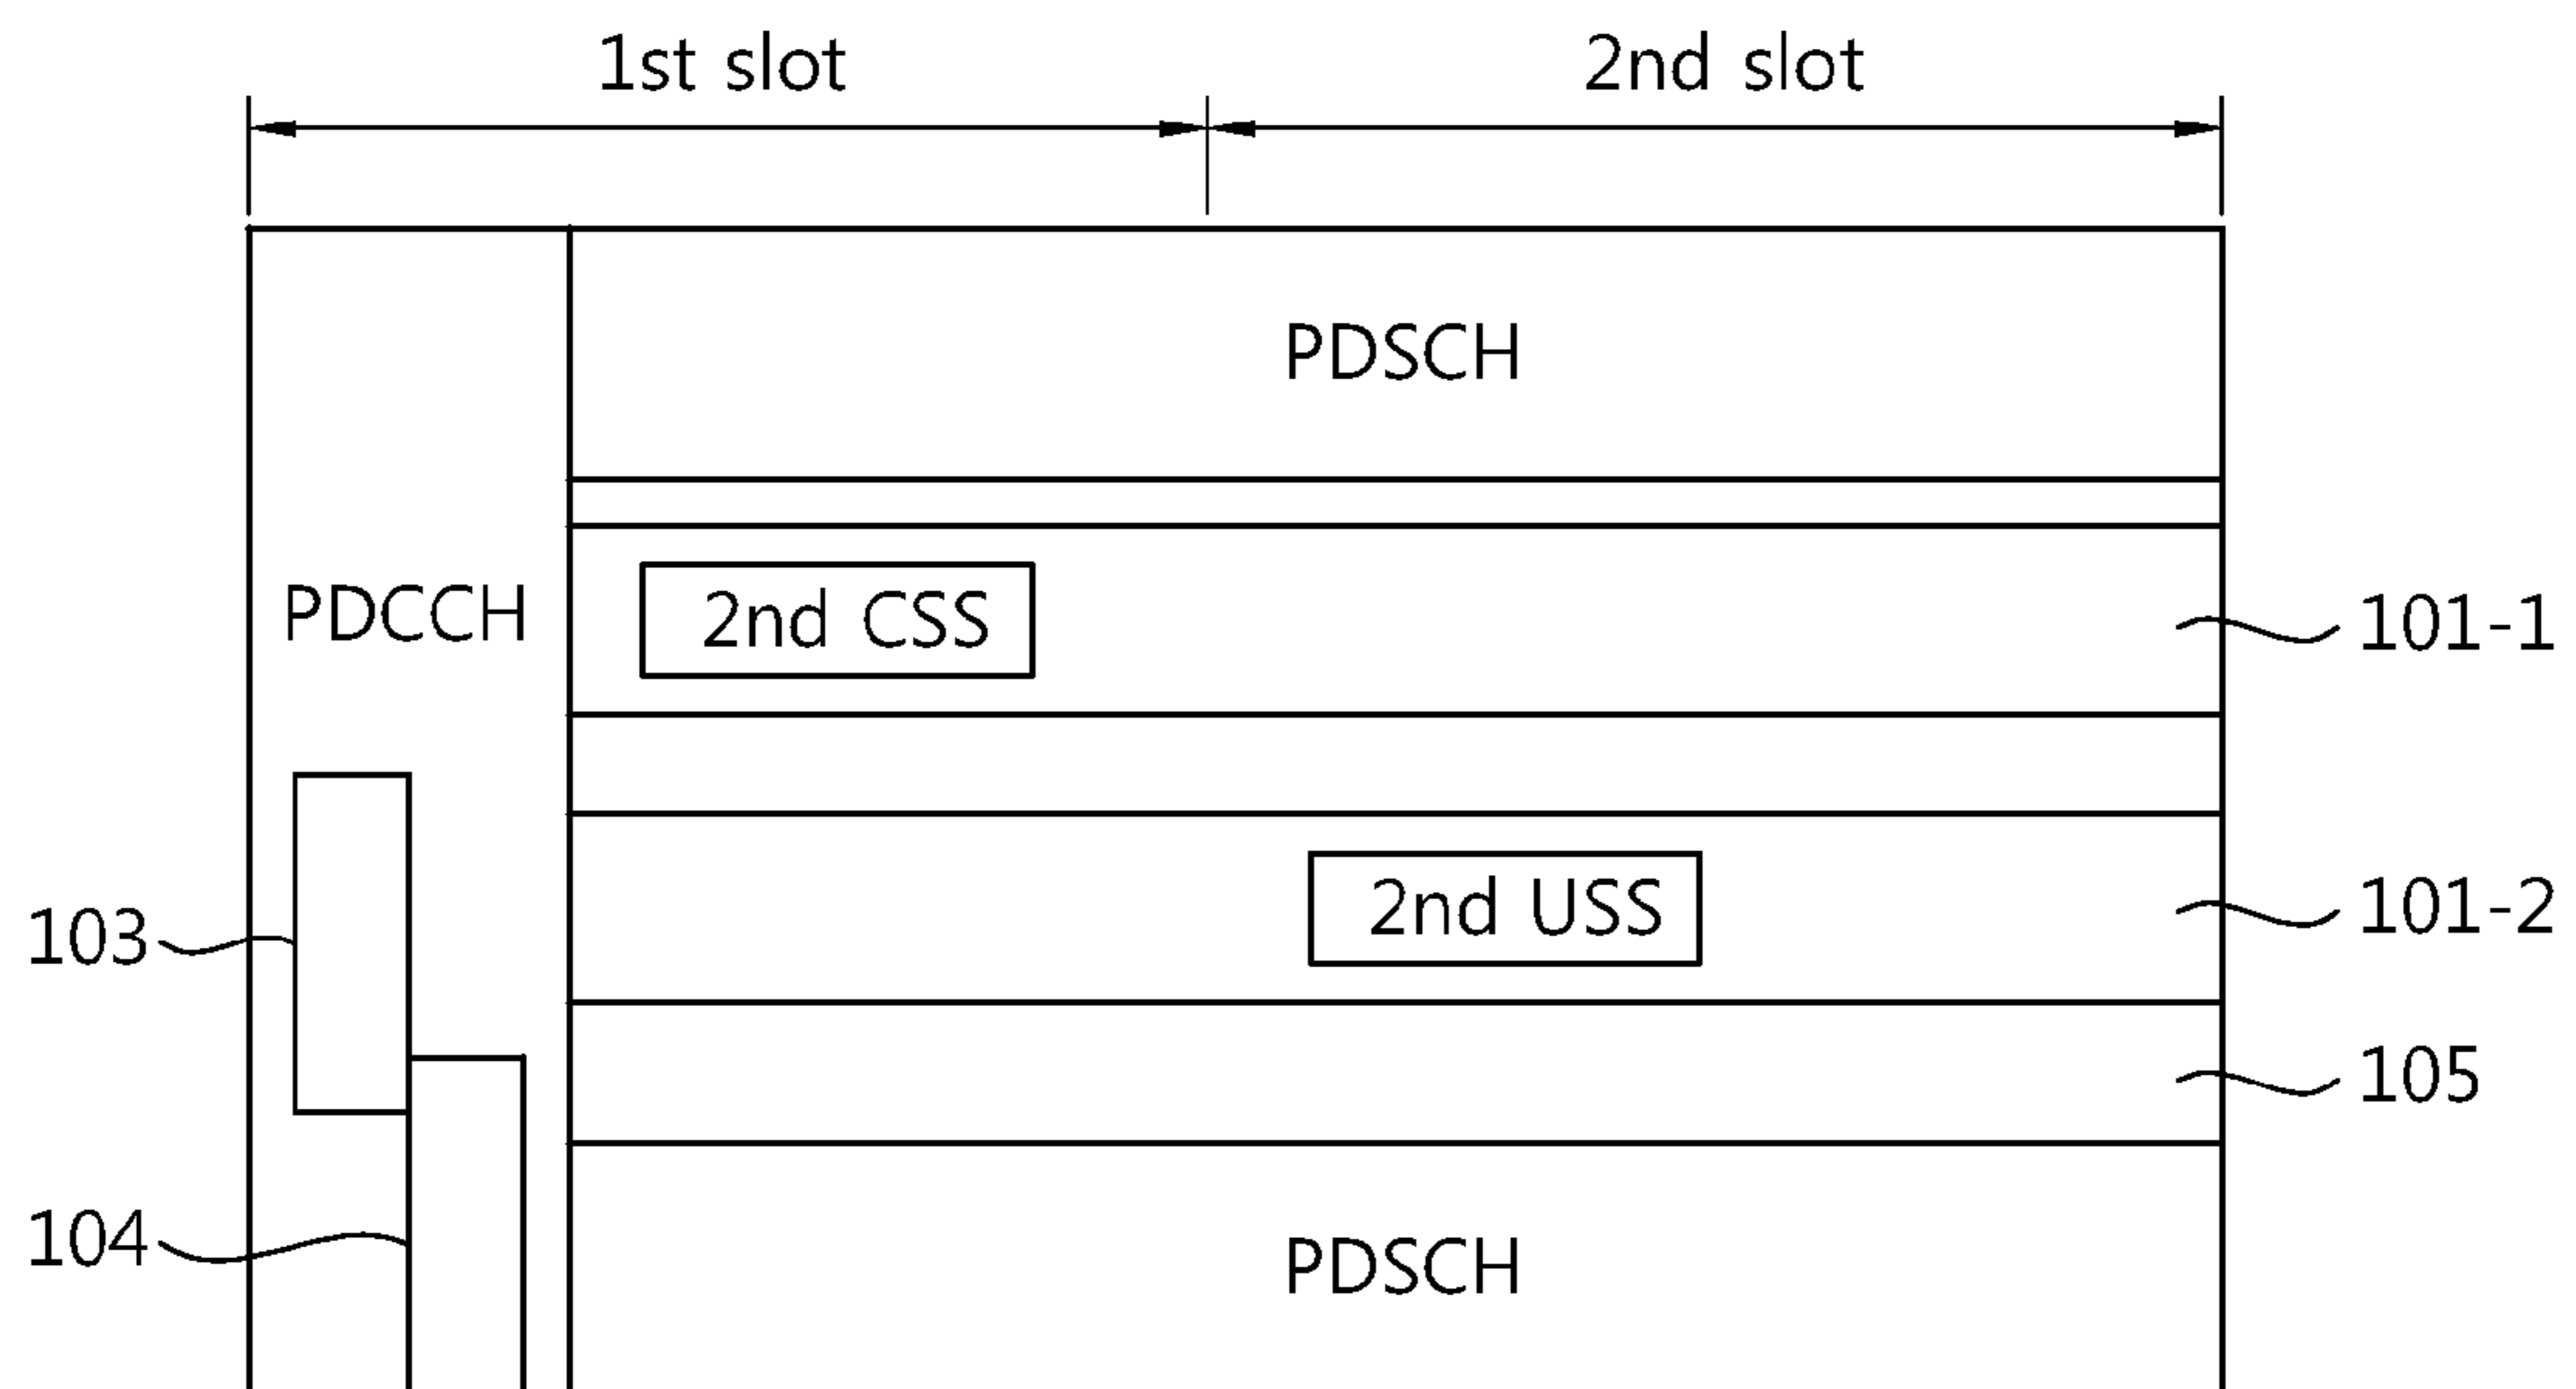 1st slot
2nd slot
PDSCH
PDCCH
2nd CSS
101-1
2nd USS
101-2
103
105
104
PDSCH